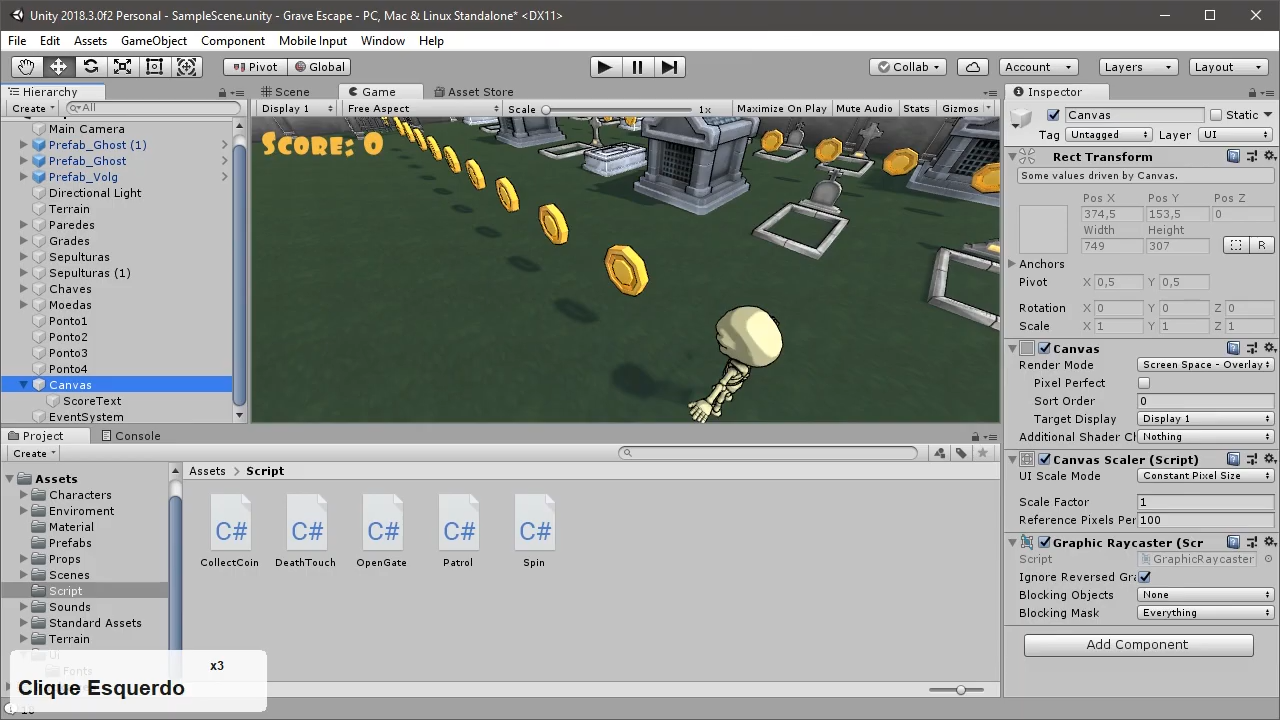 Unity 2018.3.0f2 Personal - SampleScene.unity - Grave Escape - PC, Mac & Linux Standalone* <DX11>
File Edit Assets GameObject Component Mobile Input Window Help
Pivot Global Collab Account Layers Layout
Hierarchy
Create All
Main Camera
Prefab_Ghost (1)
Prefab_Ghost
Prefab_Volg
Directional Light
Terrain
Paredes
Grades
Sepulturas
Sepulturas (1)
Chaves
Moedas
Ponto1
Ponto2
Ponto3
Ponto4
Canvas
ScoreText
EventSystem
Scene Game Asset Store
Display 1 Free Aspect Scale 1x Maximize On Play Mute Audio Stats Gizmos
Score: 0
Inspector
Canvas Static
Tag Untagged Layer UI
Rect Transform
Some values driven by Canvas.
Pos X Pos Y Pos Z
374,5 153,5 0
Width Height
749 307
R
Anchors
Pivot X 0,5 Y 0,5
Rotation X 0 Y 0 Z 0
Scale X 1 Y 1 Z 1
Canvas
Render Mode Screen Space - Overlay
Pixel Perfect
Sort Order 0
Target Display Display 1
Additional Shader Cl Nothing
Canvas Scaler (Script)
UI Scale Mode Constant Pixel Size
Scale Factor 1
Reference Pixels Per 100
Graphic Raycaster (Scr
Script GraphicRaycaster
Ignore Reversed Gra
Blocking Objects None
Blocking Mask Everything
Add Component
Project Console
Create
Assets
Characters
Enviroment
Material
Prefabs
Props
Scenes
Script
Sounds
Standard Assets
Terrain
Ui
Fonts
Assets > Script
C# C# C# C# C#
CollectCoin DeathTouch OpenGate Patrol Spin
x3
Clique Esquerdo